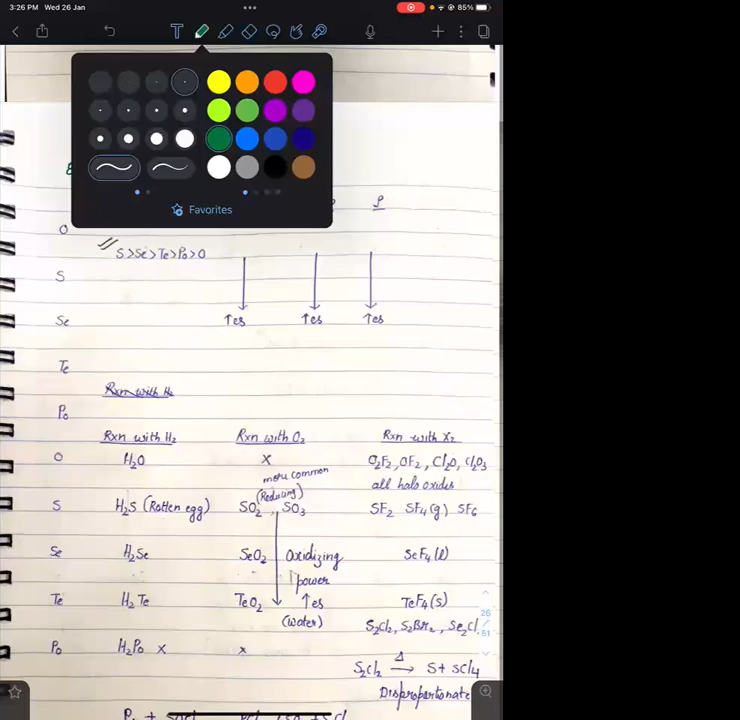 3:26 PM Wed 26 Jan
85%
T
Favorites
S
O
S>Se>Te>Po>O
S
Se
↑es ↑es ↑es
Te
Rxn with H2
Po
Rxn with H2 Rxn with O2 Rxn with X2
O H2O × O2F2, OF2, Cl2O, Cl2O3
more common all halo oxides
(Reducing)
S H2S (Rotten egg) SO2, SO3 SF2 SF4(g) SF6
Se H2Se SeO2 Oxidizing SeF4(l)
power
Te H2Te TeO2 ↑es TeF4(s)
26
(water) S2Cl2, S2Br2, Se2Cl
61
Po H2Po × ×
S2Cl2 Δ→ S + SCl4
Disproportionate